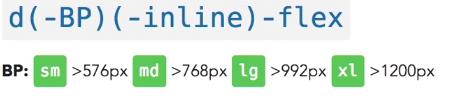 d(-BP)(-inline)-flex
BP: sm >576px md >768px lg >992px xl >1200px